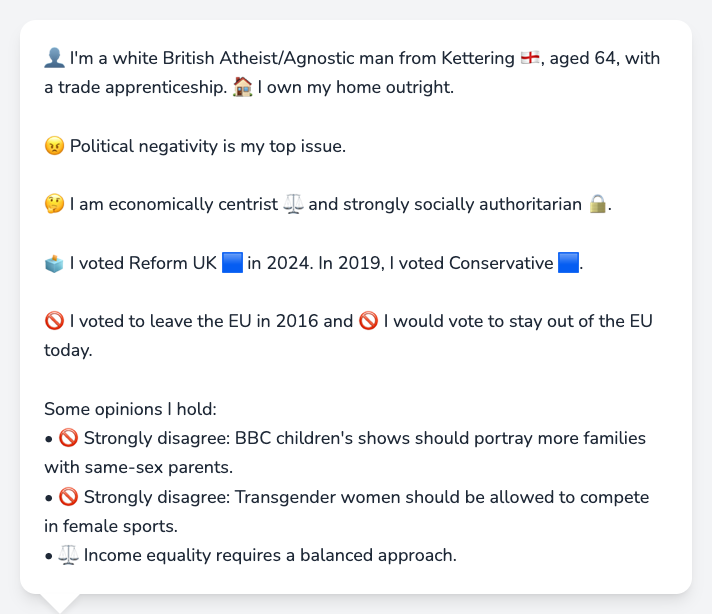 👤 I'm a white British Atheist/Agnostic man from Kettering 🏴󠁧󠁢󠁥󠁮󠁧󠁿, aged 64, with
a trade apprenticeship. 🏠 I own my home outright.
😠 Political negativity is my top issue.
🤔 I am economically centrist ⚖️ and strongly socially authoritarian 🔒.
🗳️ I voted Reform UK 🟦 in 2024. In 2019, I voted Conservative 🟦.
🚫 I voted to leave the EU in 2016 and 🚫 I would vote to stay out of the EU
today.
Some opinions I hold:
• 🚫 Strongly disagree: BBC children's shows should portray more families
with same-sex parents.
• 🚫 Strongly disagree: Transgender women should be allowed to compete
in female sports.
• ⚖️ Income equality requires a balanced approach.